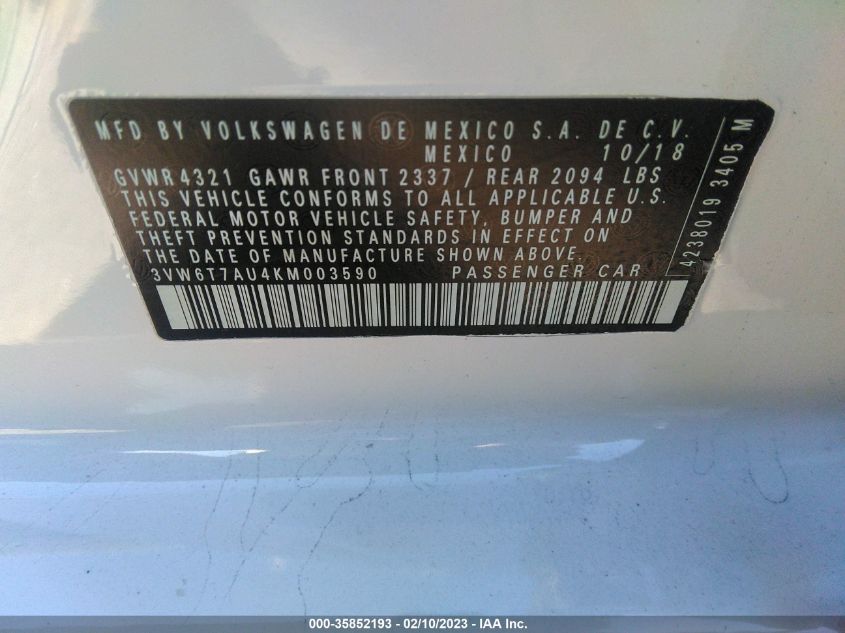 MFD BY VOLKSWAGEN DE MEXICO S.A. DE C.V.
MEXICO 10/18
GVWR 4321 GAWR FRONT 2337 / REAR 2094 LBS
THIS VEHICLE CONFORMS TO ALL APPLICABLE U.S.
FEDERAL MOTOR VEHICLE SAFETY, BUMPER AND
THEFT PREVENTION STANDARDS IN EFFECT ON
THE DATE OF MANUFACTURE SHOWN ABOVE.
3VW6T7AU4KM003590 PASSENGER CAR
4238019 3405 M
000-35852193 - 02/10/2023 - IAA Inc.